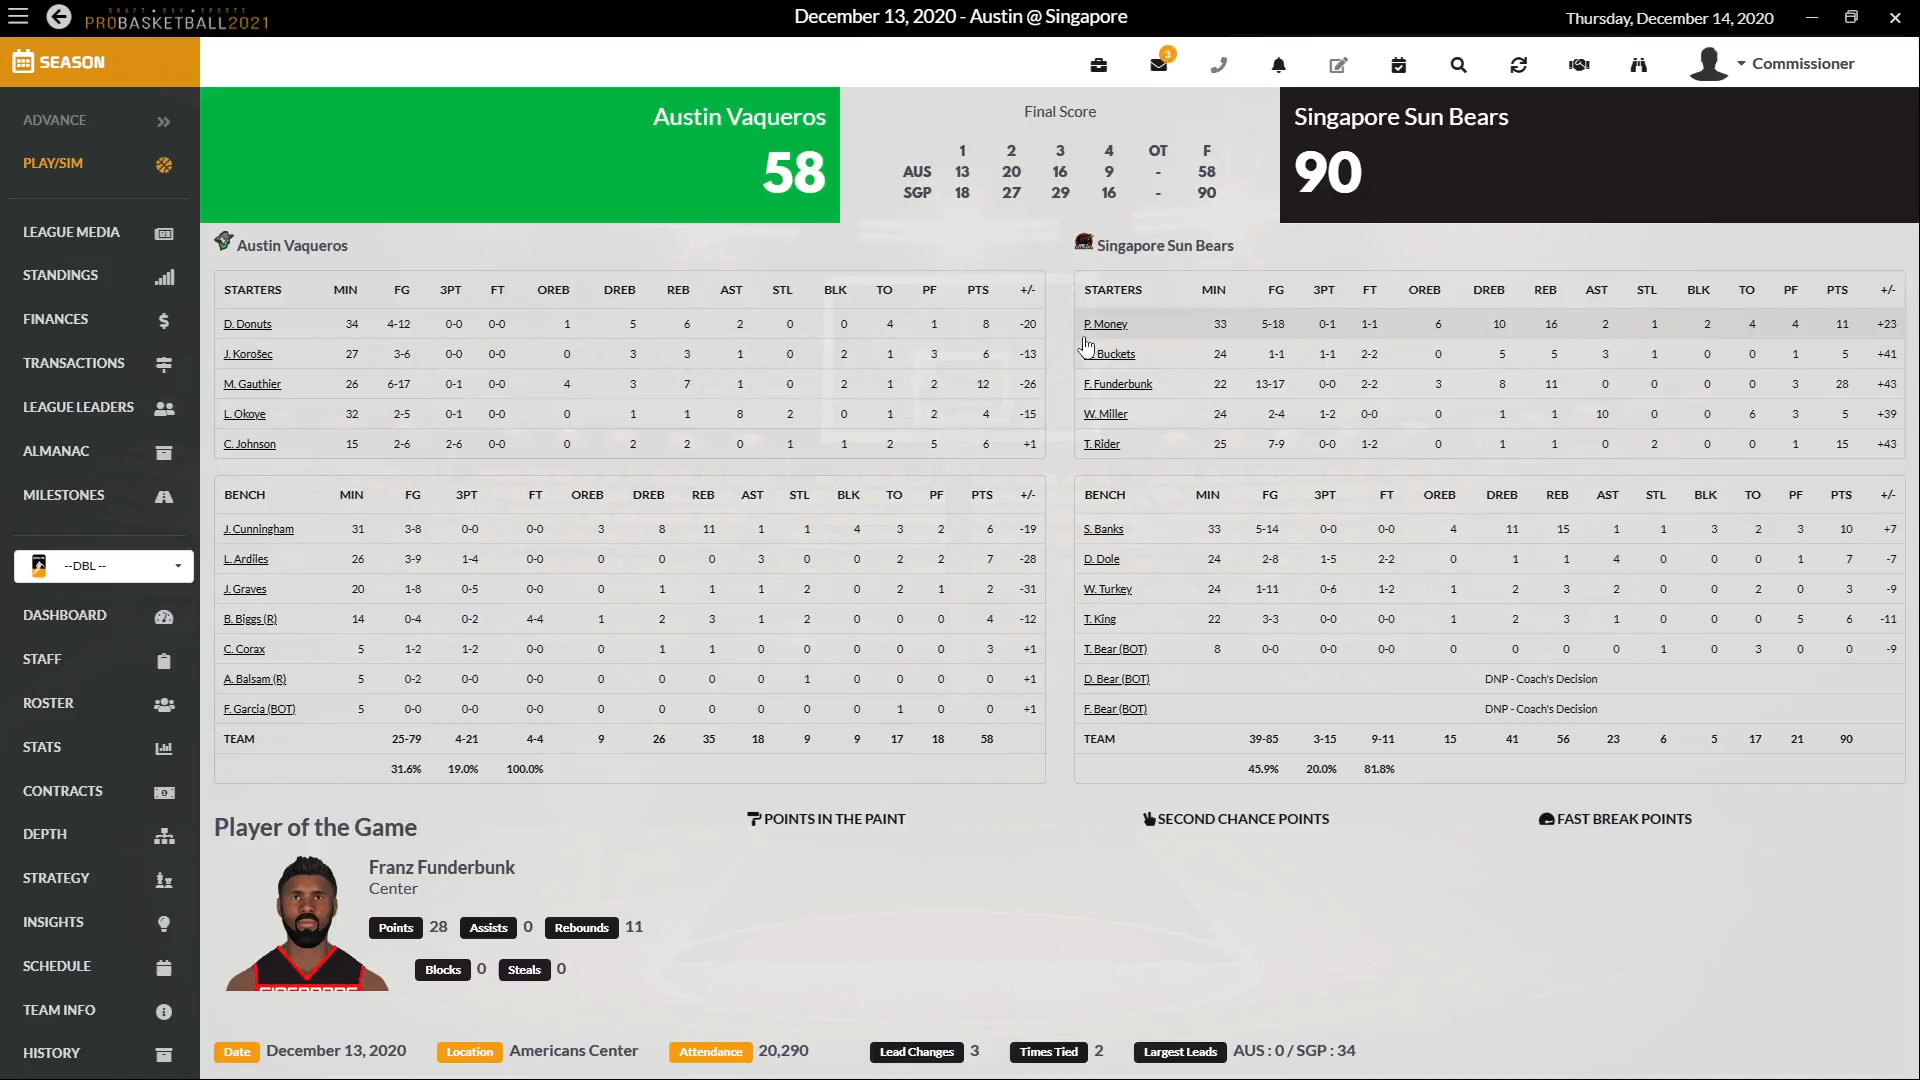 DRAFT • DAY • SPORTS
PROBASKETBALL2021
December 13, 2020 - Austin @ Singapore
Thursday, December 14, 2020
SEASON
3
Commissioner
ADVANCE
PLAY/SIM
LEAGUE MEDIA
STANDINGS
FINANCES
TRANSACTIONS
LEAGUE LEADERS
ALMANAC
MILESTONES
--DBL --
DASHBOARD
STAFF
ROSTER
STATS
CONTRACTS
DEPTH
STRATEGY
INSIGHTS
SCHEDULE
TEAM INFO
HISTORY
Austin Vaqueros
58
Final Score
1 2 3 4 OT F
AUS 13 20 16 9 - 58
SGP 18 27 29 16 - 90
Singapore Sun Bears
90
Austin Vaqueros
STARTERS MIN FG 3PT FT OREB DREB REB AST STL BLK TO PF PTS +/-
D. Donuts 34 4-12 0-0 0-0 1 5 6 2 0 0 4 1 8 -20
J. Korošec 27 3-6 0-0 0-0 0 3 3 1 0 2 1 3 6 -13
M. Gauthier 26 6-17 0-1 0-0 4 3 7 1 0 2 1 2 12 -26
L. Okoye 32 2-5 0-1 0-0 0 1 1 8 2 0 1 2 4 -15
C. Johnson 15 2-6 2-6 0-0 0 2 2 0 1 1 2 5 6 +1
BENCH MIN FG 3PT FT OREB DREB REB AST STL BLK TO PF PTS +/-
J. Cunningham 31 3-8 0-0 0-0 3 8 11 1 1 4 3 2 6 -19
L. Ardiles 26 3-9 1-4 0-0 0 0 0 3 0 0 2 2 7 -28
J. Graves 20 1-8 0-5 0-0 0 1 1 1 2 0 2 1 2 -31
B. Biggs (R) 14 0-4 0-2 4-4 1 2 3 1 2 0 0 0 4 -12
C. Corax 5 1-2 1-2 0-0 0 1 1 0 0 0 0 0 3 +1
A. Balsam (R) 5 0-2 0-0 0-0 0 0 0 0 1 0 0 0 0 +1
F. Garcia (BOT) 5 0-0 0-0 0-0 0 0 0 0 0 0 1 0 0 +1
TEAM 25-79 4-21 4-4 9 26 35 18 9 9 17 18 58
31.6% 19.0% 100.0%
Singapore Sun Bears
STARTERS MIN FG 3PT FT OREB DREB REB AST STL BLK TO PF PTS +/-
P. Money 33 5-18 0-1 1-1 6 10 16 2 1 2 4 4 11 +23
Buckets 24 1-1 1-1 2-2 0 5 5 3 1 0 0 1 5 +41
F. Funderbunk 22 13-17 0-0 2-2 3 8 11 0 0 0 0 3 28 +43
W. Miller 24 2-4 1-2 0-0 0 1 1 10 0 0 6 3 5 +39
T. Rider 25 7-9 0-0 1-2 0 1 1 0 2 0 0 1 15 +43
BENCH MIN FG 3PT FT OREB DREB REB AST STL BLK TO PF PTS +/-
S. Banks 33 5-14 0-0 0-0 4 11 15 1 1 3 2 3 10 +7
D. Dole 24 2-8 1-5 2-2 0 1 1 4 0 0 0 1 7 -7
W. Turkey 24 1-11 0-6 1-2 1 2 3 2 0 0 2 0 3 -9
T. King 22 3-3 0-0 0-0 1 2 3 1 0 0 0 5 6 -11
T. Bear (BOT) 8 0-0 0-0 0-0 0 0 0 0 1 0 3 0 0 -9
D. Bear (BOT) DNP - Coach's Decision
F. Bear (BOT) DNP - Coach's Decision
TEAM 39-85 3-15 9-11 15 41 56 23 6 5 17 21 90
45.9% 20.0% 81.8%
Player of the Game
POINTS IN THE PAINT
SECOND CHANCE POINTS
FAST BREAK POINTS
Franz Funderbunk
Center
Points 28 Assists 0 Rebounds 11
Blocks 0 Steals 0
Date December 13, 2020 Location Americans Center Attendance 20,290 Lead Changes 3 Times Tied 2 Largest Leads AUS : 0 / SGP : 34